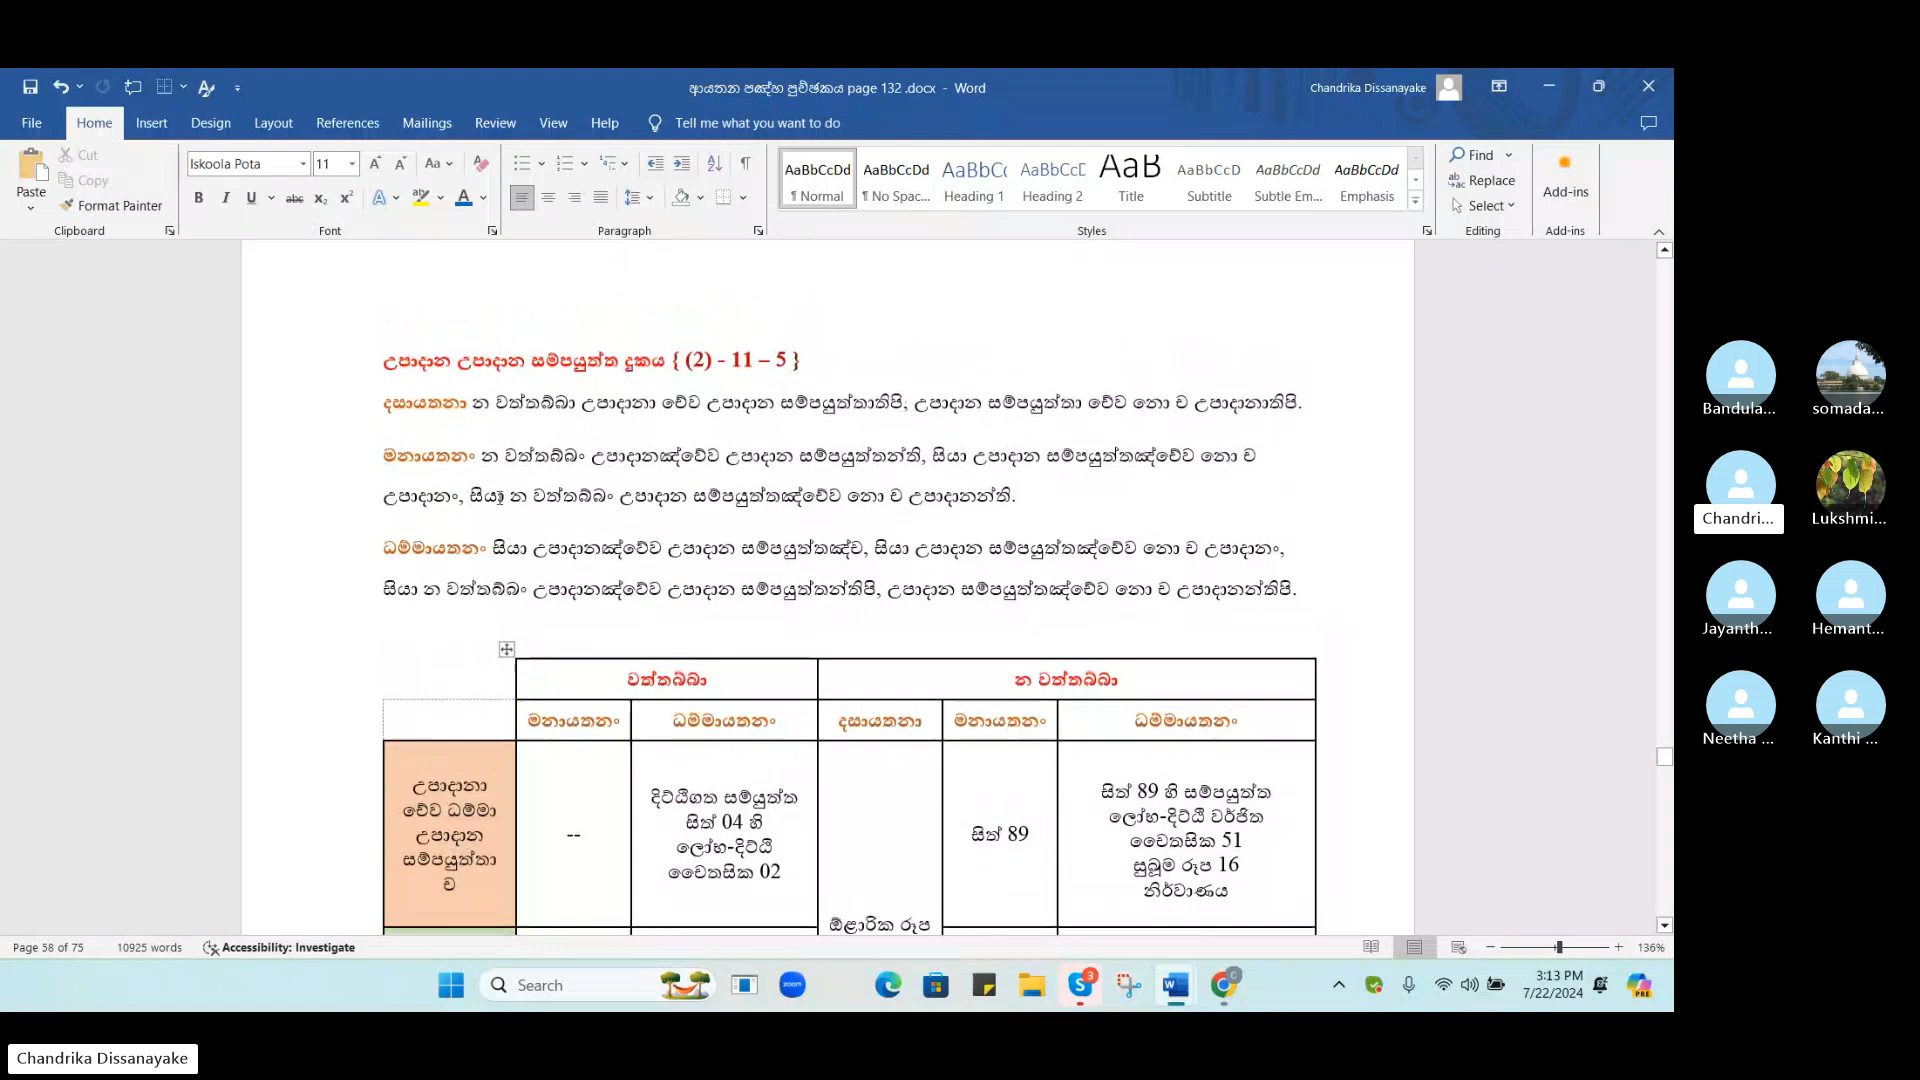 ආයතන පඤ්හ පුච්ඡකය page 132 .docx - Word
Chandrika Dissanayake
File Home Insert Design Layout References Mailings Review View Help Tell me what you want to do
Paste
Cut
Copy
Format Painter
Clipboard
Iskoola Pota 11
Font
Paragraph
AaBbCcDd AaBbCcDd AaBbCc AaBbCcD AaB AaBbCcD AaBbCcDd AaBbCcDd
¶ Normal ¶ No Spac... Heading 1 Heading 2 Title Subtitle Subtle Em... Emphasis
Styles
Find
Replace
Select
Editing
Add-ins
Add-ins
උපාදාන උපාදාන සම්පයුත්ත දුකය { (2) - 11 – 5 }
දසායතනා න වත්තබ්බා උපාදානා චේව උපාදාන සම්පයුත්තාතිපි, උපාදාන සම්පයුත්තා චේව නො ච උපාදානාතිපි.
මනායතනං න වත්තබ්බං උපාදානඤ්චේව උපාදාන සම්පයුත්තන්ති, සියා උපාදාන සම්පයුත්තඤ්චේව නො ච
උපාදානං, සියා න වත්තබ්බං උපාදාන සම්පයුත්තඤ්චේව නො ච උපාදානන්ති.
ධම්මායතනං සියා උපාදානඤ්චේව උපාදාන සම්පයුත්තඤ්ච, සියා උපාදාන සම්පයුත්තඤ්චේව නො ච උපාදානං,
සියා න වත්තබ්බං උපාදානඤ්චේව උපාදාන සම්පයුත්තන්තිපි, උපාදාන සම්පයුත්තඤ්චේව නො ච උපාදානන්තිපි.
වත්තබ්බා න වත්තබ්බා
මනායතනං ධම්මායතනං දසායතනා මනායතනං ධම්මායතනං
උපාදානා
චේව ධම්මා
උපාදාන
සම්පයුත්තා
ච
--
දිට්ඨිගත සම්යුත්ත
සිත් 04 හි
ලෝභ-දිට්ඨි
චෛතසික 02
ඕළාරික රූප
සිත් 89
සිත් 89 හි සම්පයුත්ත
ලෝභ-දිට්ඨි වර්ජිත
චෛතසික 51
සුඛූම රූප 16
නිර්වාණය
Page 58 of 75 10925 words Accessibility: Investigate 136%
Search
zoom
3:13 PM
7/22/2024
Bandula... somada...
Chandri... Lukshmi...
Jayanth... Hemant...
Neetha ... Kanthi ...
Chandrika Dissanayake